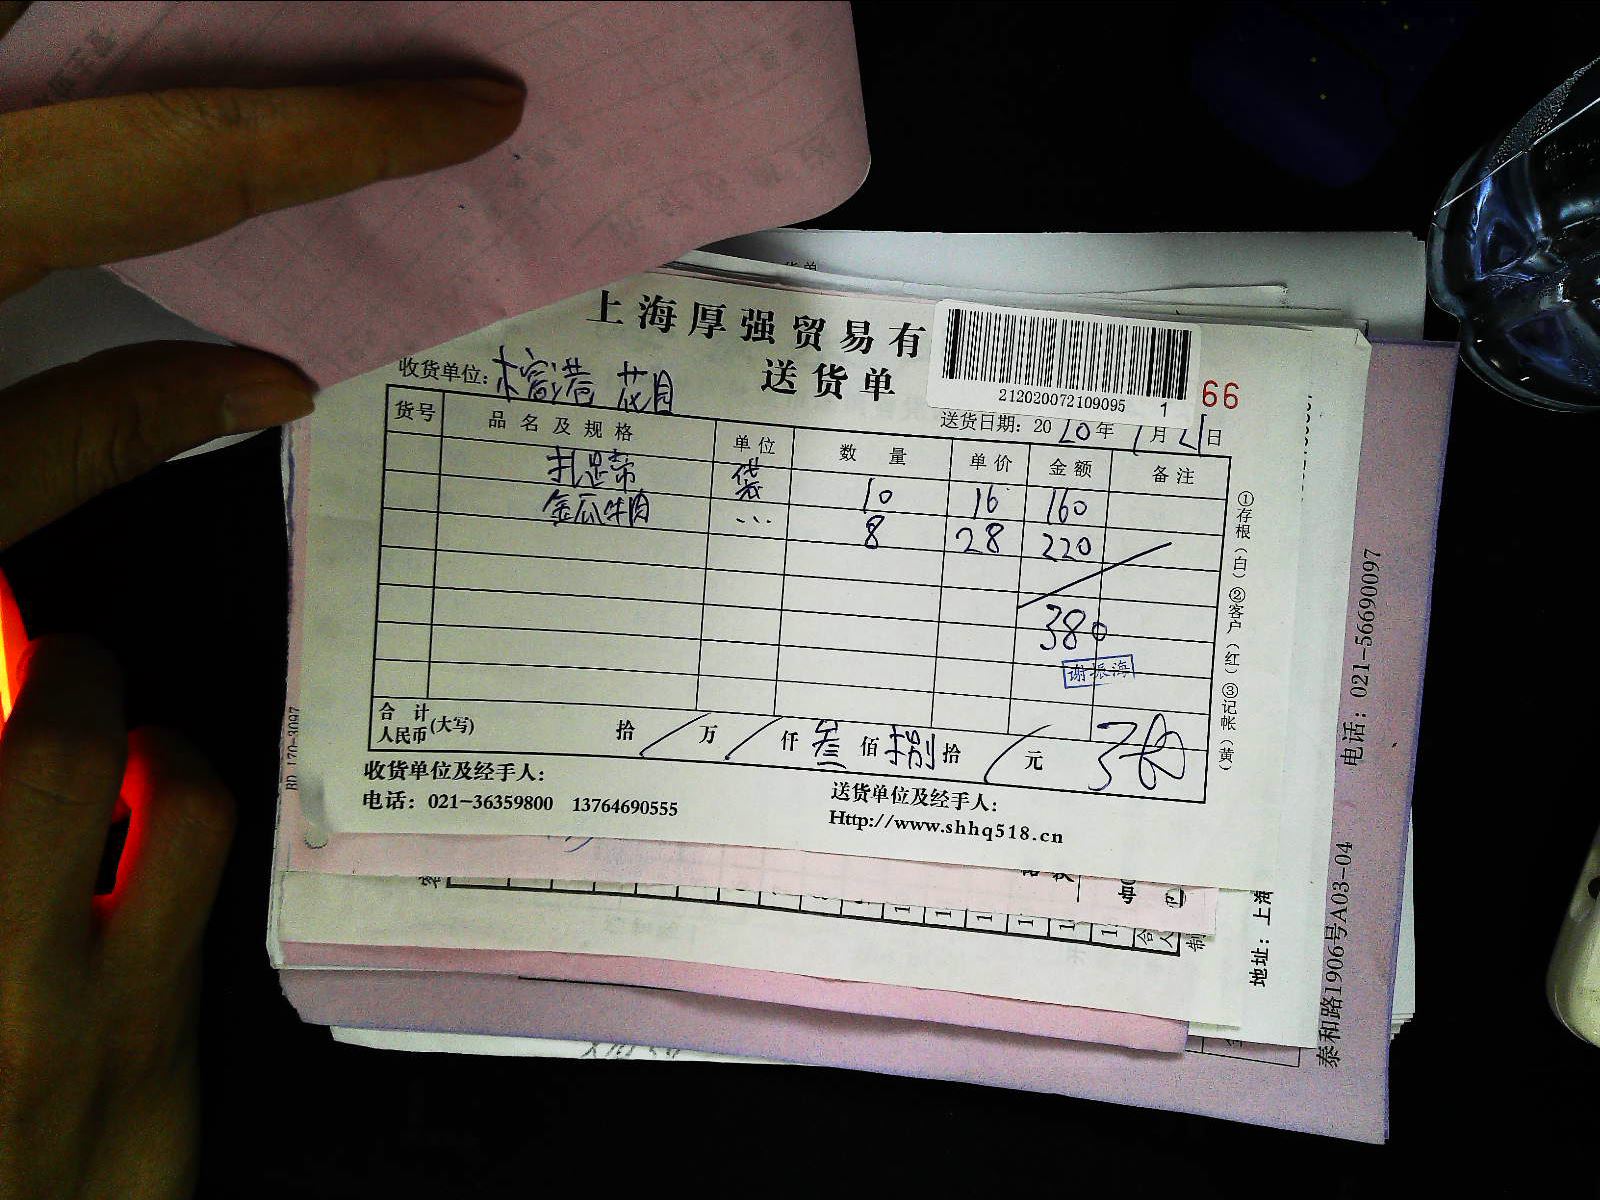 上海厚强贸易有
送货单
212020072109095 1
66
收货单位:
送货日期: 2020年7月21日
货号 品名及规格 单位 数量 单价 金额 备注
袋 10 16 160
金瓜牛肉 … 8 28 220
380
谢振海
合计人民币(大写) 拾 / 万 / 仟 叁 佰 捌 拾 / 元 380
收货单位及经手人:
送货单位及经手人:
电话: 021-36359800 13764690555
Http://www.shhq518.cn
①存根(白)②客户(红)③记帐(黄)
电话: 021-56690097
泰和路1906号A03-04
地址: 上海